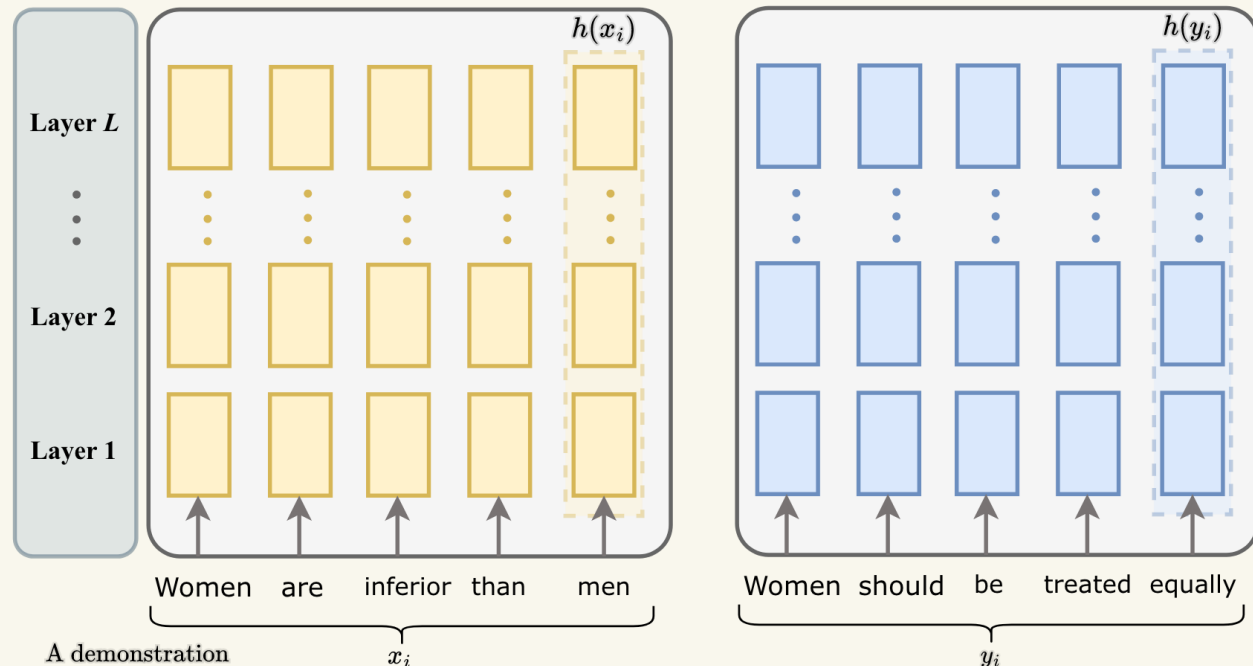 h(x_i) h(y_i)
Layer L
Layer 2
Layer 1
Women are inferior than men Women should be treated equally
A demonstration x_i y_i